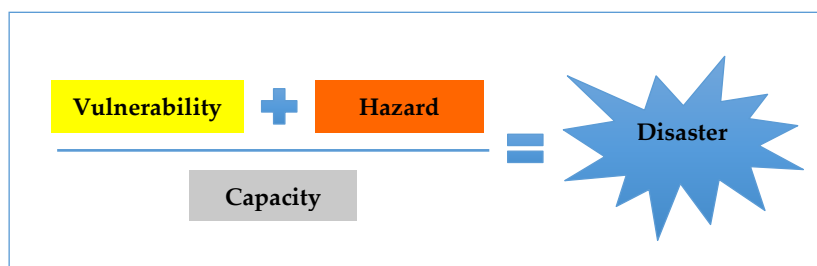 Vulnerability + Hazard
= Disaster
Capacity